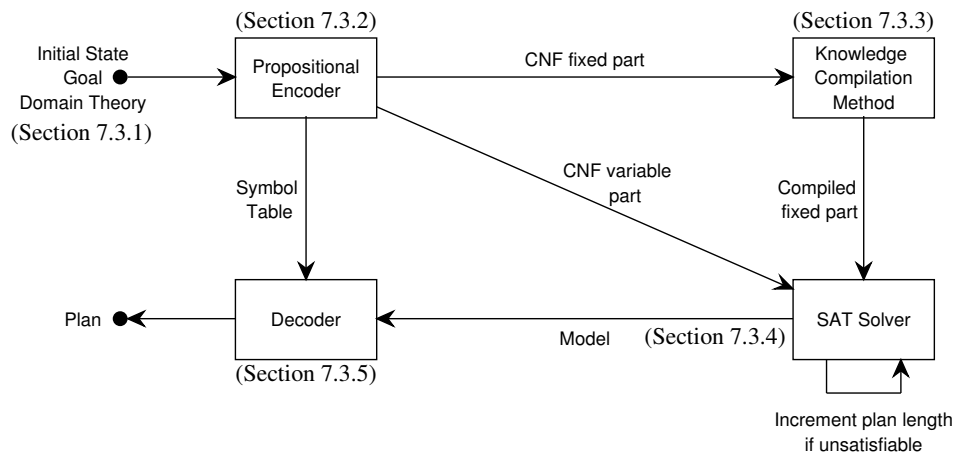 (Section 7.3.2)
(Section 7.3.3)
Initial State
Goal
Domain Theory
(Section 7.3.1)
Propositional
Encoder
CNF fixed part
Knowledge
Compilation
Method
Symbol
Table
CNF variable
part
Compiled
fixed part
Plan
Decoder
Model
(Section 7.3.4)
SAT Solver
(Section 7.3.5)
Increment plan length
if unsatisfiable